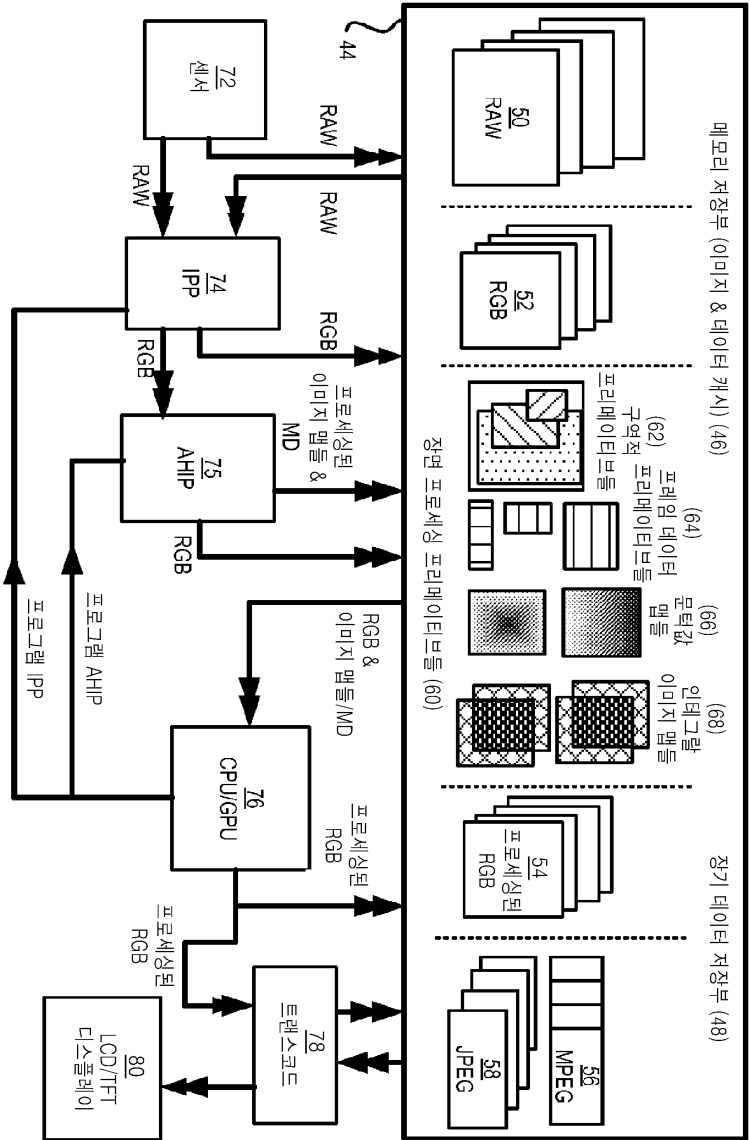 메모리 저장부 (이미지 & 데이터 캐시) (46)
장기 데이터 저장부 (48)
50
RAW
52
RGB
(62)
구역적
프리메이티브들
(64)
프레임 데이터
프리메이티브들
(66)
문턱값
맵들
(68)
인테그랄
이미지 맵들
54
프로세싱된
RGB
56
MPEG
58
JPEG
장면 프로세싱 프리메이티브들 (60)
44
RAW
RAW
RGB
프로세싱된
이미지 맵들 &
MD
RGB
RGB &
이미지 맵들/MD
프로세싱된
RGB
72
센서
RAW
74
IPP
RGB
75
AHIP
76
CPU/GPU
프로세싱된
RGB
78
트랜스코드
80
LCD/TFT
디스플레이
프로그램 AHIP
프로그램 IPP